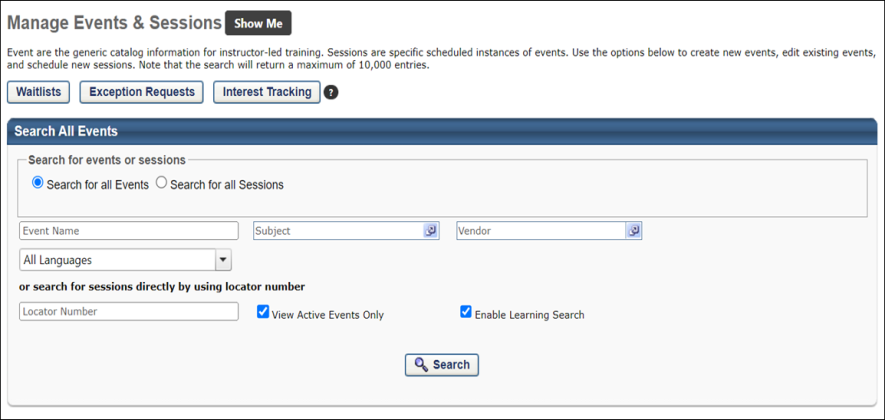 Manage Events & Sessions Show Me
Event are the generic catalog information for instructor-led training. Sessions are specific scheduled instances of events. Use the options below to create new events, edit existing events,
and schedule new sessions. Note that the search will return a maximum of 10,000 entries.
Waitlists Exception Requests Interest Tracking ?
Search All Events
Search for events or sessions
Search for all Events Search for all Sessions
Event Name Subject Vendor
All Languages
or search for sessions directly by using locator number
Locator Number View Active Events Only Enable Learning Search
Search